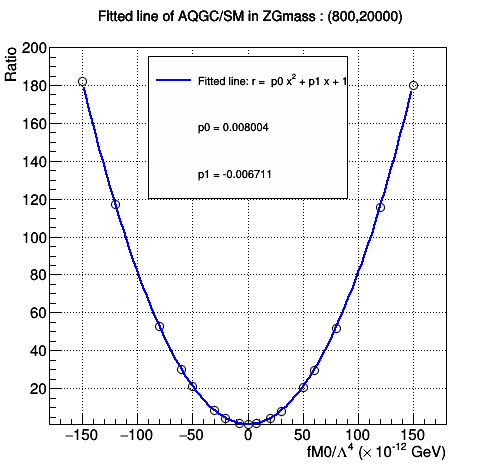 FItted line of AQGC/SM in ZGmass : (800,20000)
Ratio
200
180
160
140
120
100
80
60
40
20
Fitted line: r = p0 x² + p1 x + 1
p0 = 0.008004
p1 = -0.006711
−150 −100 −50 0 50 100 150
fM0/Λ⁴ (× 10⁻¹² GeV)